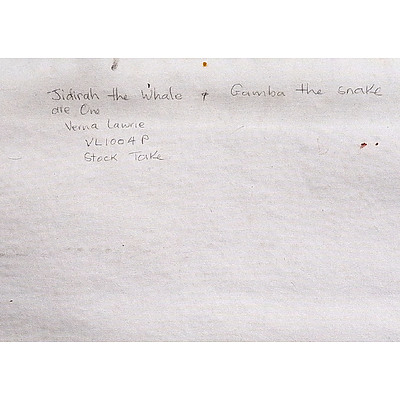 Jidirah the Whale + Gamba the snake
are One
Verna Lawrie
VL1004P
Stock Take